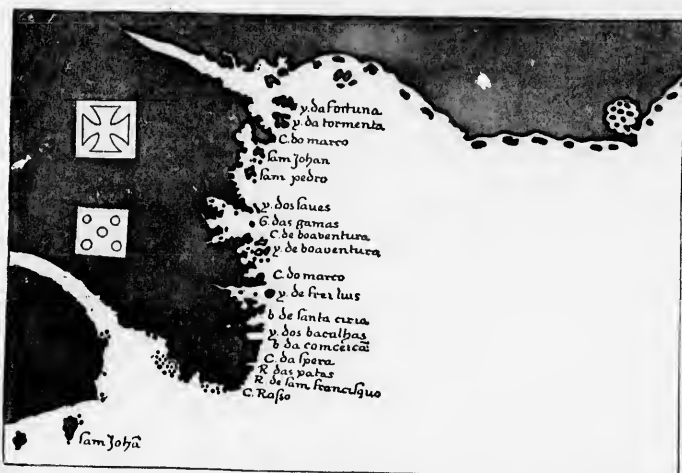 y. da fortuna
y. da tormenta
C. do marco
sam Johan
sam pedro
y. dos saues
G. das gamas
C. de boaventura
y. de boaventura
C. do marco
y. de frei luis
b de santa ciria
y. dos bacalhas
b da comceicã
C. da spera
R das patas
R. de sam francisquo
C. Raso
sam Johã